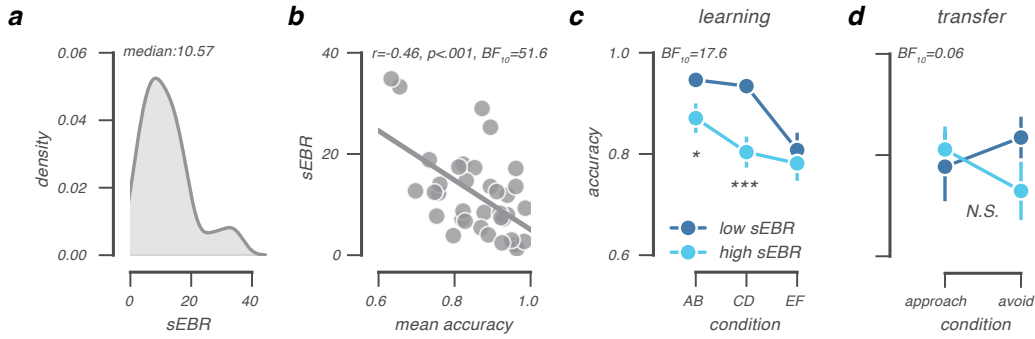 a
median:10.57
0.06
0.04
0.02
0.00
density
0
20
40
sEBR
b
r=-0.46, p<.001, BF10=51.6
40
20
0
sEBR
0.6
0.8
1.0
mean accuracy
c
learning
BF10=17.6
1.0
0.8
0.6
accuracy
*
***
low sEBR
high sEBR
AB
CD
EF
condition
d
transfer
BF10=0.06
N.S.
approach
avoid
condition